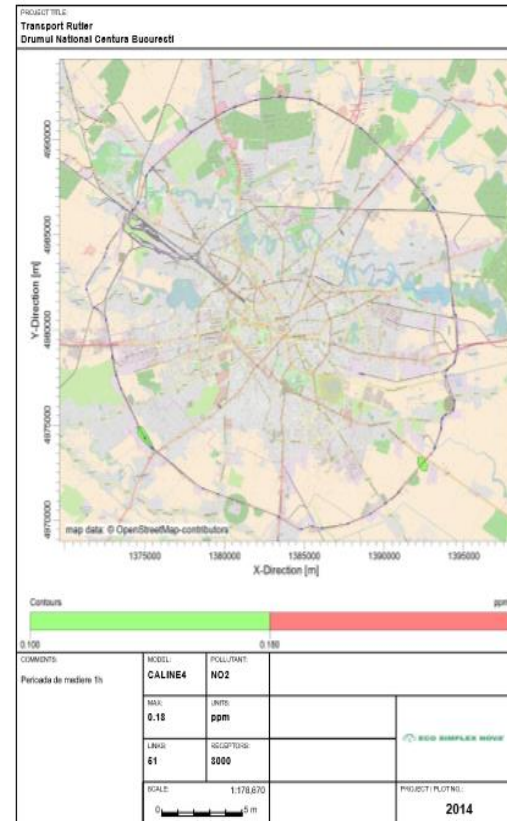 PROJECT TITLE:
Transport Rutier
Drumul National Centura Bucuresti
4990000
4985000
4980000
4975000
4970000
Y-Direction [m]
map data: © OpenStreetMap-contributors
1375000 1380000 1385000 1390000 1395000
X-Direction [m]
Contours ppm
0.100 0.180
COMMENTS:
Perioada de mediere 1h
MODEL:
CALINE4
POLLUTANT:
NO2
MAX:
0.18
UNITS:
ppm
LINKS:
61
RECEPTORS:
8000
ECO SIMPLEX NOVA
SCALE: 1:178,670
0 5 m
PROJECT / PLOT NO.:
2014